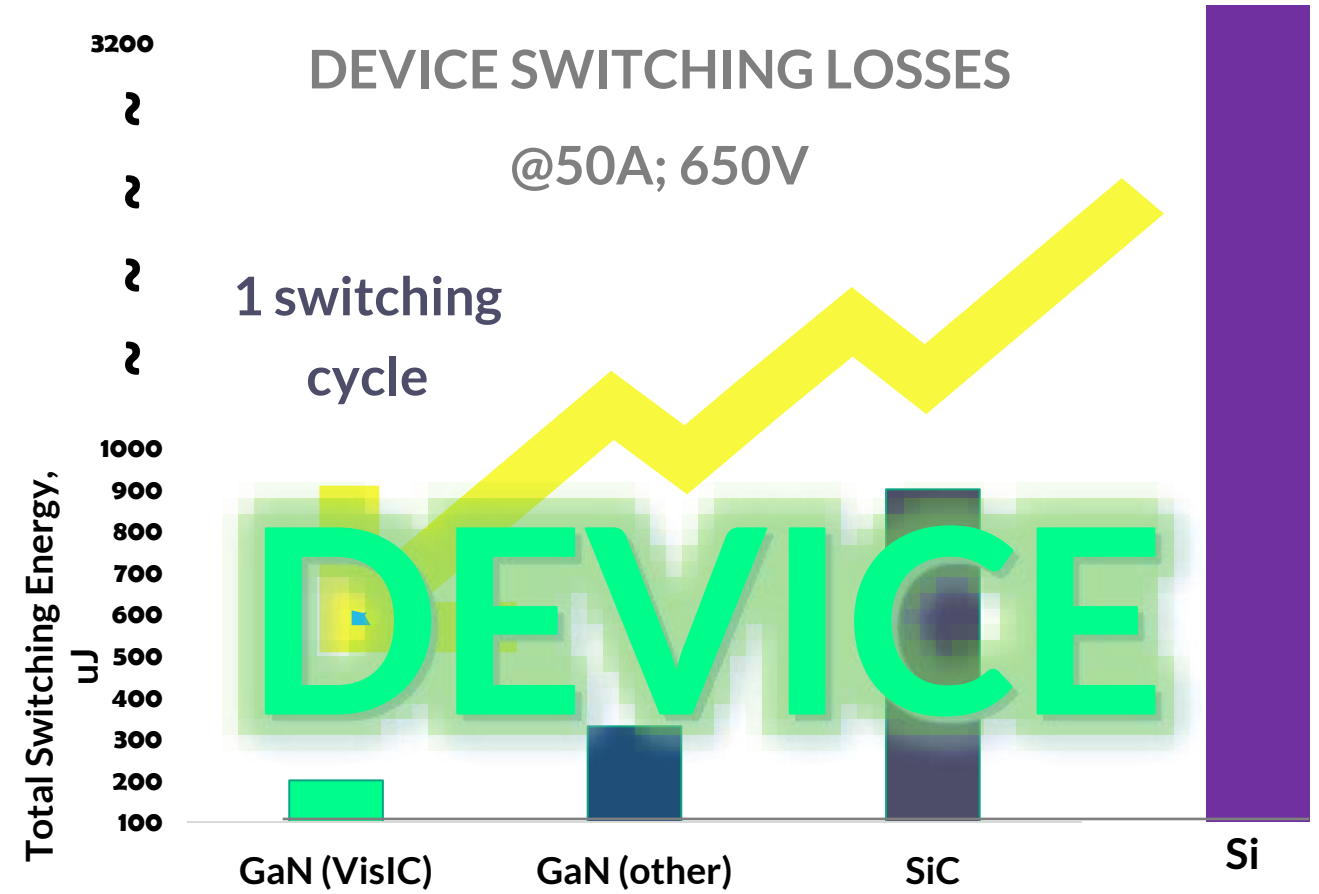 3200
DEVICE SWITCHING LOSSES
@50A; 650V
~
~
~
~
1 switching
cycle
1000
900
800
700
600
500
400
300
200
100
Total Switching Energy,
uJ
DEVICE
GaN (VisIC)
GaN (other)
SiC
Si